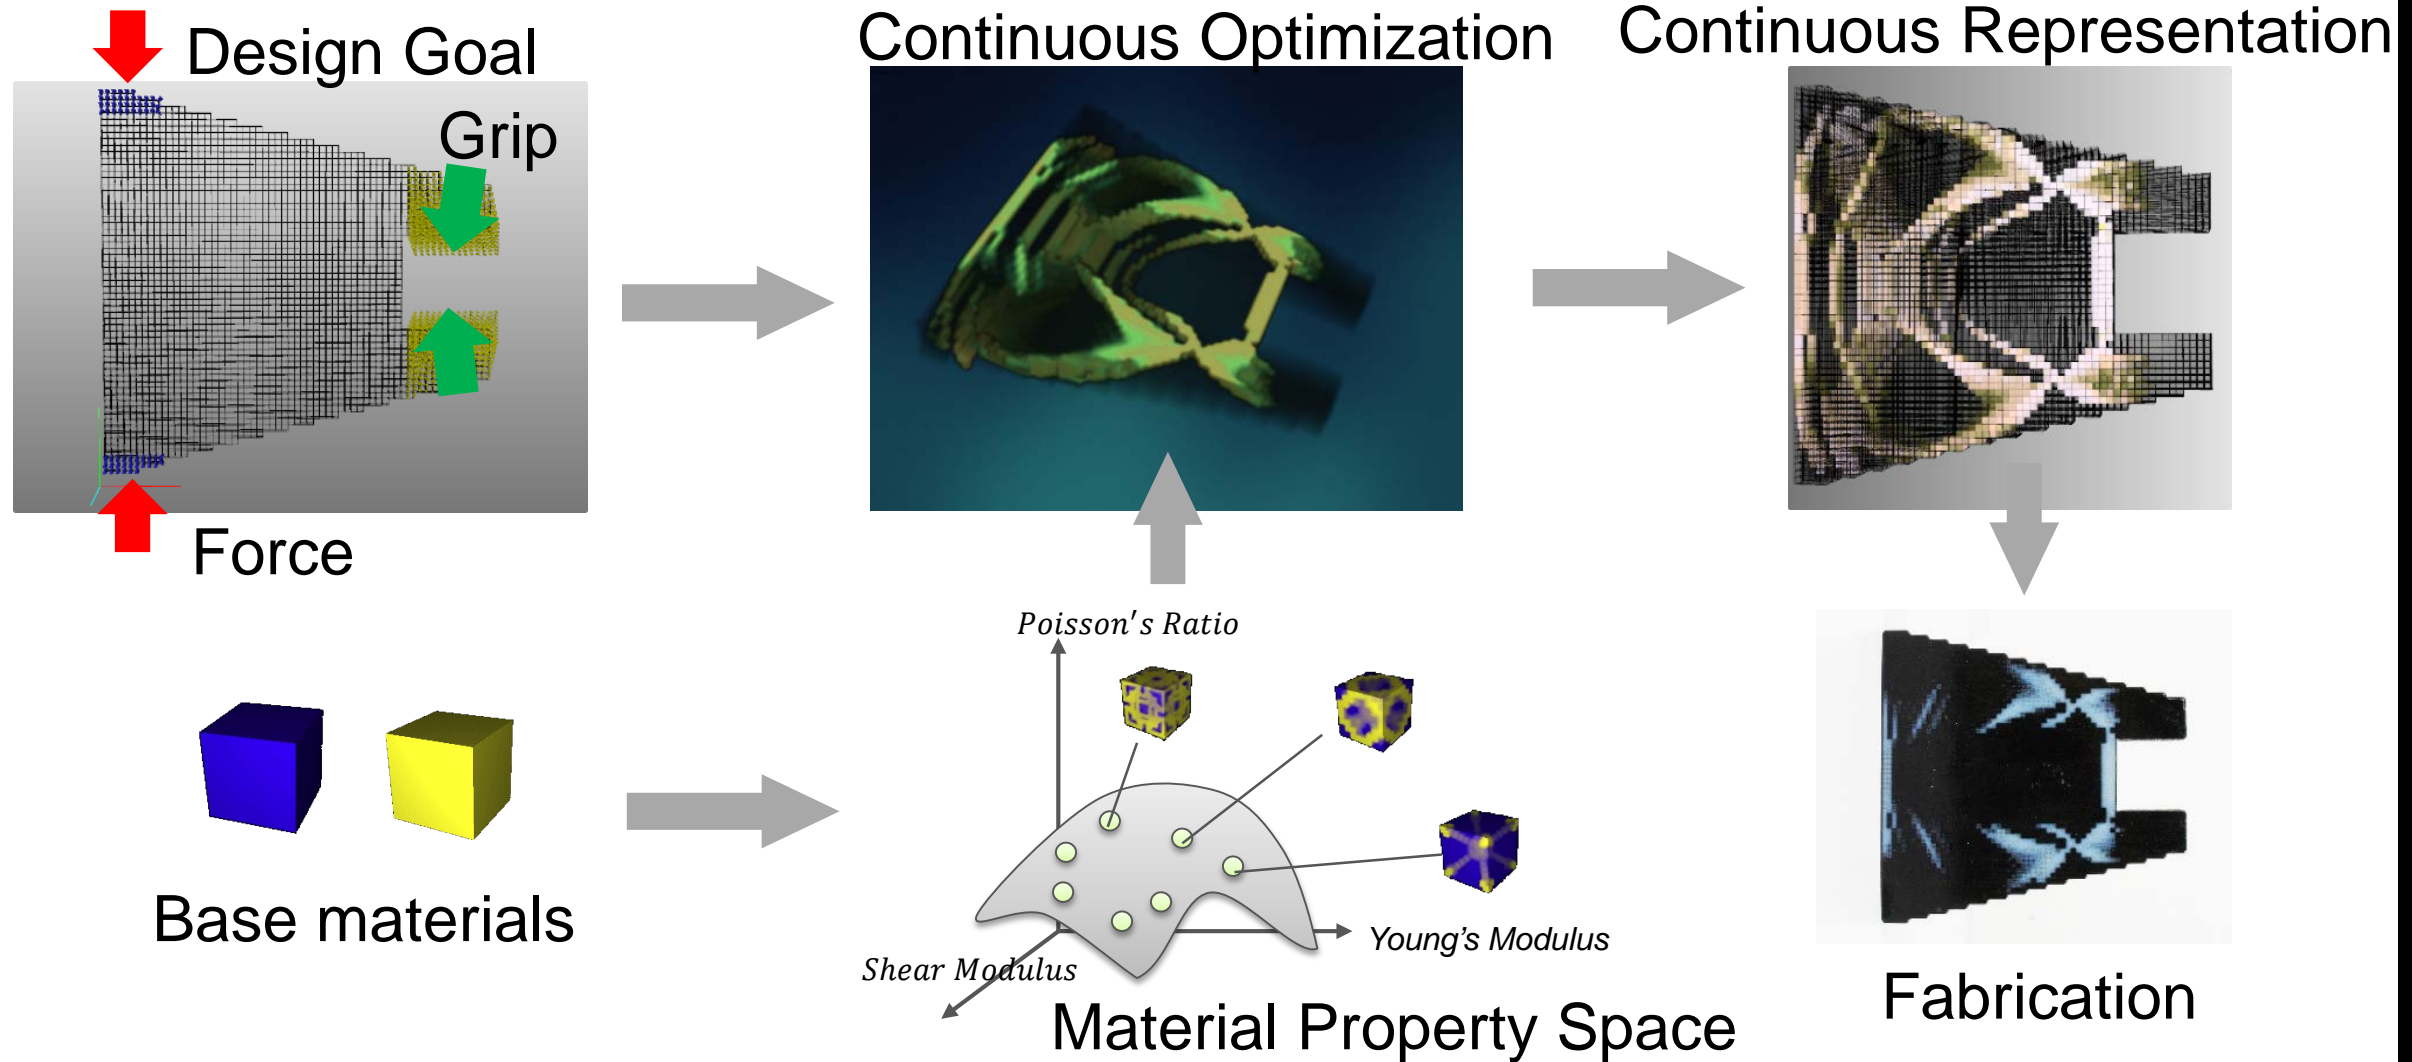 Design Goal
Continuous Optimization
Continuous Representation
Grip
Force
Poisson's Ratio
Base materials
Young's Modulus
Shear Modulus
Fabrication
Material Property Space